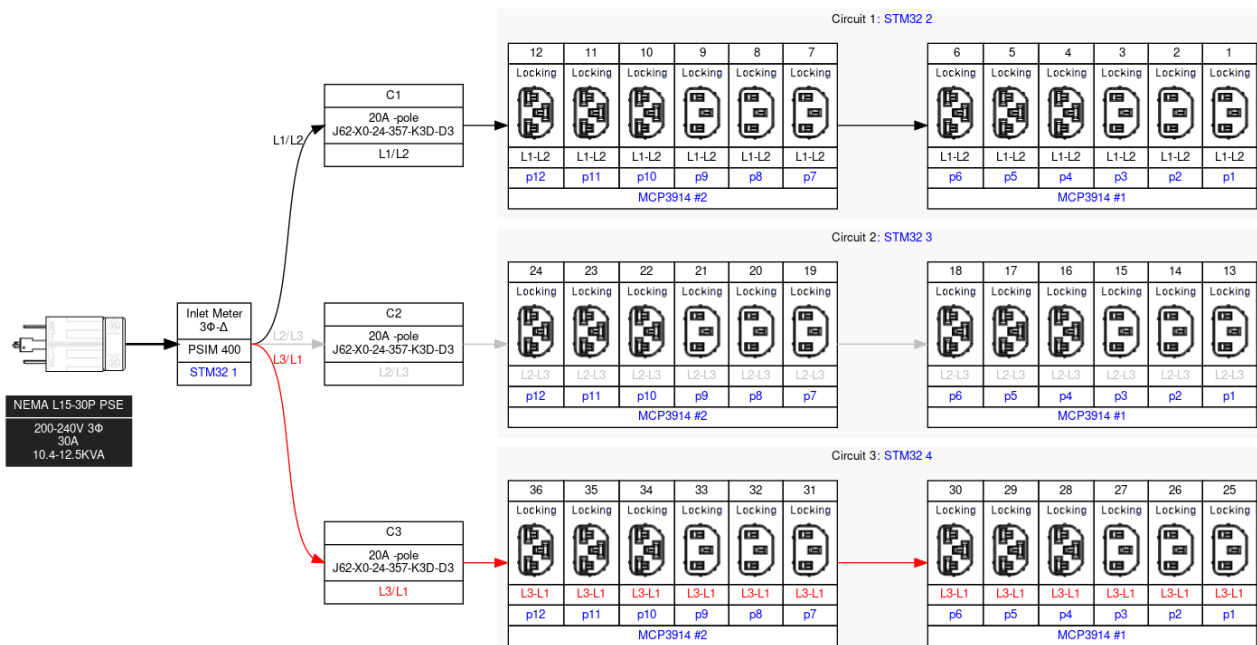 Circuit 1: STM32 2
12 11 10 9 8 7
Locking Locking Locking Locking Locking Locking
L1-L2 L1-L2 L1-L2 L1-L2 L1-L2 L1-L2
p12 p11 p10 p9 p8 p7
MCP3914 #2
6 5 4 3 2 1
Locking Locking Locking Locking Locking Locking
L1-L2 L1-L2 L1-L2 L1-L2 L1-L2 L1-L2
p6 p5 p4 p3 p2 p1
MCP3914 #1
C1
20A -pole
J62-X0-24-357-K3D-D3
L1/L2
L1/L2
Circuit 2: STM32 3
24 23 22 21 20 19
Locking Locking Locking Locking Locking Locking
L2-L3 L2-L3 L2-L3 L2-L3 L2-L3 L2-L3
p12 p11 p10 p9 p8 p7
MCP3914 #2
18 17 16 15 14 13
Locking Locking Locking Locking Locking Locking
L2-L3 L2-L3 L2-L3 L2-L3 L2-L3 L2-L3
p6 p5 p4 p3 p2 p1
MCP3914 #1
C2
20A -pole
J62-X0-24-357-K3D-D3
L2/L3
L2/L3
L3/L1
Inlet Meter
3Φ-Δ
PSIM 400
STM32 1
NEMA L15-30P PSE
200-240V 3Φ
30A
10.4-12.5KVA
Circuit 3: STM32 4
36 35 34 33 32 31
Locking Locking Locking Locking Locking Locking
L3-L1 L3-L1 L3-L1 L3-L1 L3-L1 L3-L1
p12 p11 p10 p9 p8 p7
MCP3914 #2
30 29 28 27 26 25
Locking Locking Locking Locking Locking Locking
L3-L1 L3-L1 L3-L1 L3-L1 L3-L1 L3-L1
p6 p5 p4 p3 p2 p1
MCP3914 #1
C3
20A -pole
J62-X0-24-357-K3D-D3
L3/L1